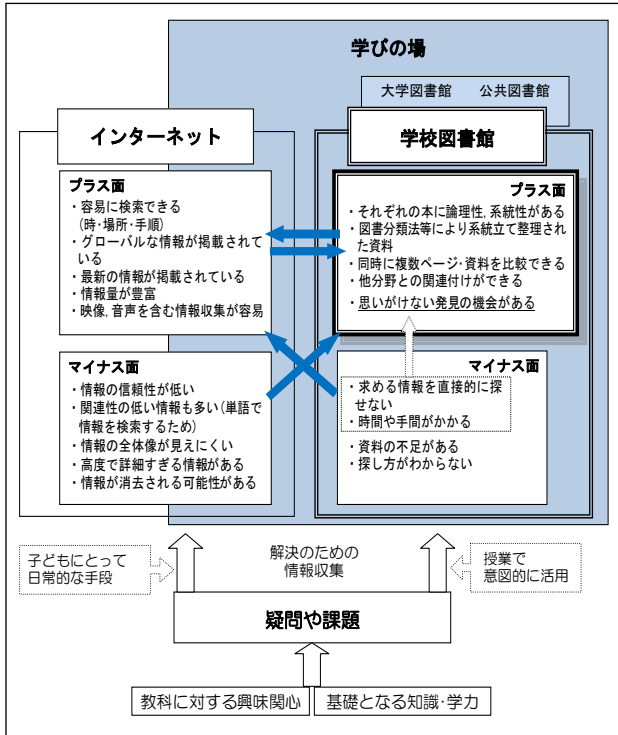 学びの場
大学図書館　公共図書館
インターネット
学校図書館
プラス面
・容易に検索できる
(時・場所・手順)
・グローバルな情報が掲載されて
いる
・最新の情報が掲載されている
・情報量が豊富
・映像,音声を含む情報収集が容易
プラス面
・それぞれの本に論理性,系統性がある
・図書分類法等により系統立て整理され
た資料
・同時に複数ページ・資料を比較できる
・他分野との関連付けができる
・思いがけない発見の機会がある
マイナス面
・情報の信頼性が低い
・関連性の低い情報も多い(単語で
情報を検索するため)
・情報の全体像が見えにくい
・高度で詳細すぎる情報がある
・情報が消去される可能性がある
マイナス面
・求める情報を直接的に探
せない
・時間や手間がかかる
・資料の不足がある
・探し方がわからない
子どもにとって
日常的な手段
解決のための
情報収集
授業で
意図的に活用
疑問や課題
教科に対する興味関心
基礎となる知識・学力